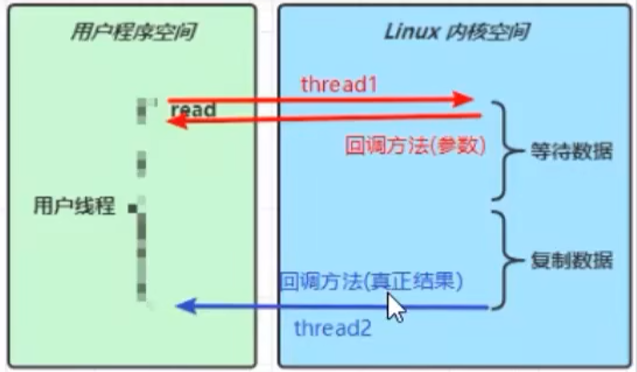 用户程序空间
Linux 内核空间
thread1
read
回调方法(参数)
等待数据
用户线程
复制数据
回调方法(真正结果)
thread2